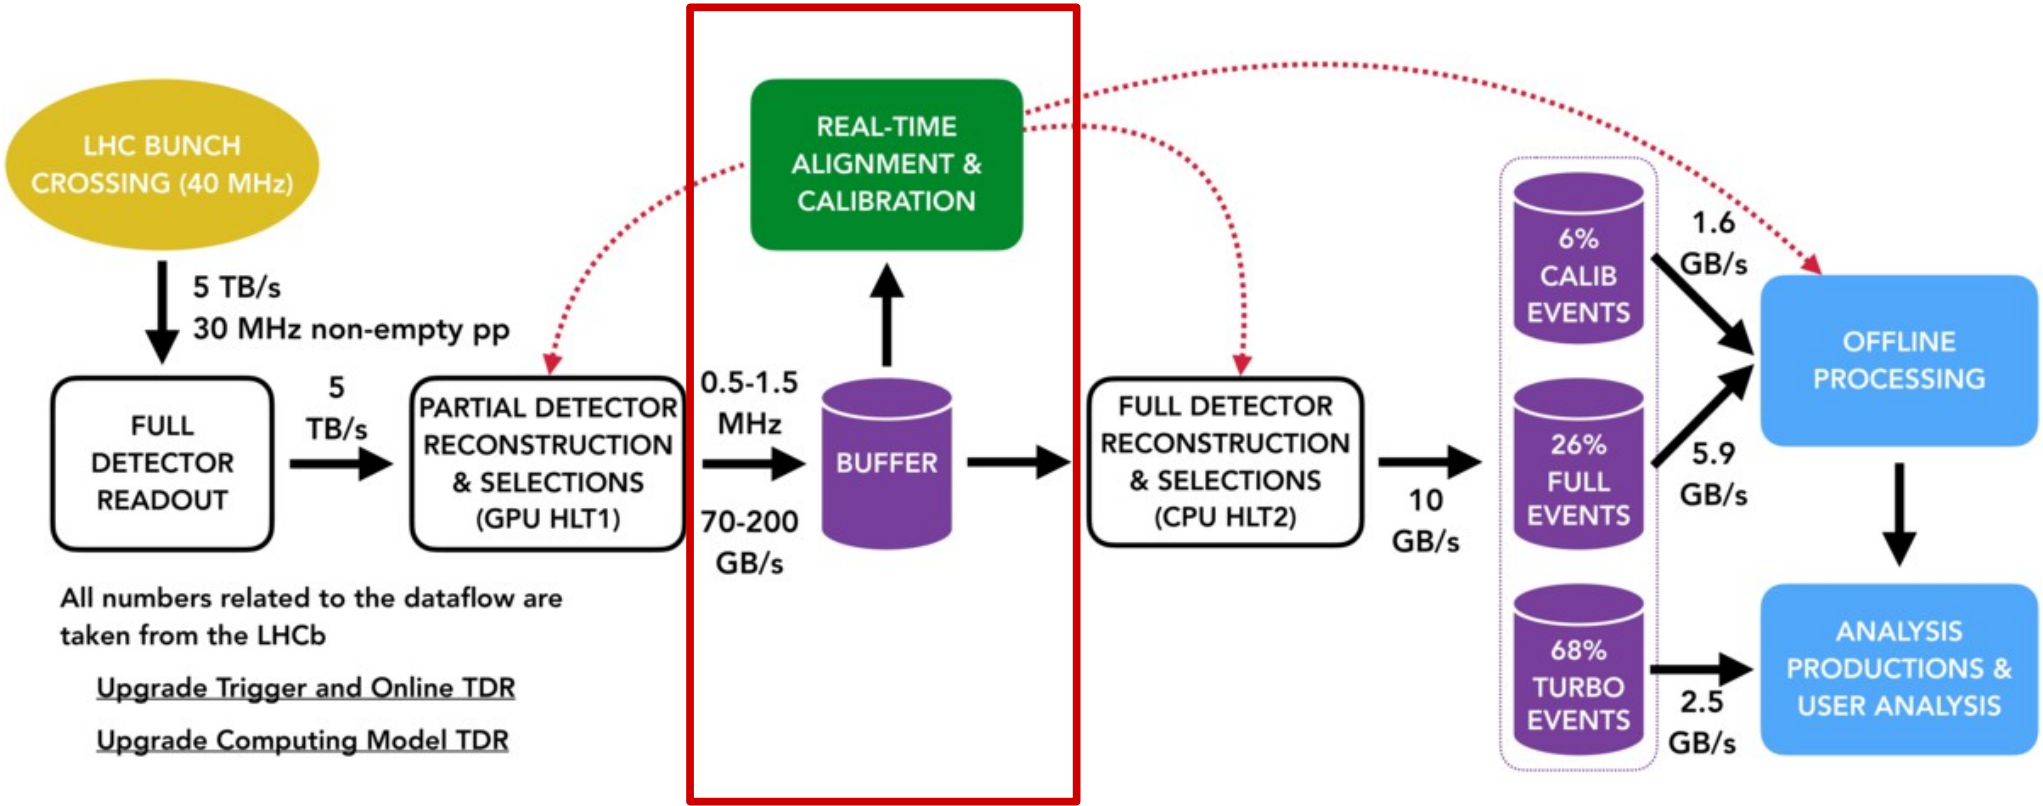 LHC BUNCH
CROSSING (40 MHz)
5 TB/s
30 MHz non-empty pp
FULL
DETECTOR
READOUT
5
TB/s
PARTIAL DETECTOR
RECONSTRUCTION
& SELECTIONS
(GPU HLT1)
REAL-TIME
ALIGNMENT &
CALIBRATION
0.5-1.5
MHz
70-200
GB/s
BUFFER
FULL DETECTOR
RECONSTRUCTION
& SELECTIONS
(CPU HLT2)
10
GB/s
6%
CALIB
EVENTS
26%
FULL
EVENTS
68%
TURBO
EVENTS
1.6
GB/s
5.9
GB/s
2.5
GB/s
OFFLINE
PROCESSING
ANALYSIS
PRODUCTIONS &
USER ANALYSIS
All numbers related to the dataflow are
taken from the LHCb
Upgrade Trigger and Online TDR
Upgrade Computing Model TDR